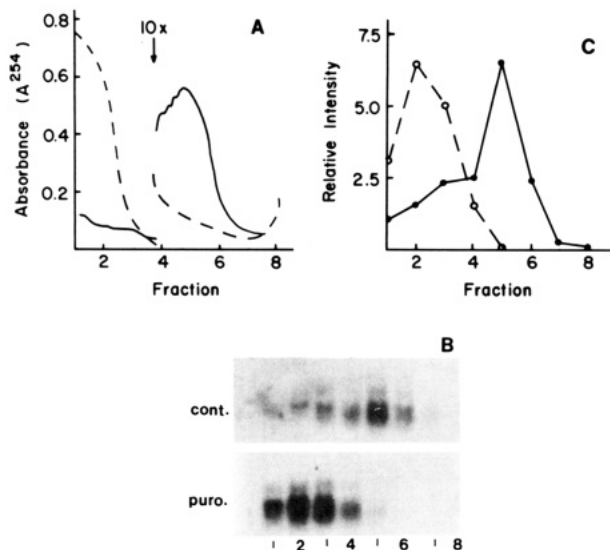 0.8
0.6
0.4
0.2
Absorbance (A²⁵⁴)
10x
A
2 4 6 8
Fraction
C
7.5
5.0
2.5
Relative Intensity
2 4 6 8
Fraction
B
cont.
puro.
2 4 6 8